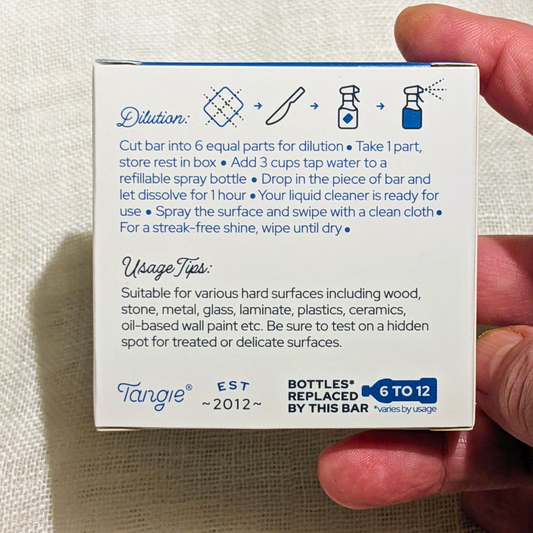 Dilution:
Cut bar into 6 equal parts for dilution • Take 1 part,
store rest in box • Add 3 cups tap water to a
refillable spray bottle • Drop in the piece of bar and
let dissolve for 1 hour • Your liquid cleaner is ready for
use • Spray the surface and swipe with a clean cloth •
For a streak-free shine, wipe until dry •
Usage Tips:
Suitable for various hard surfaces including wood,
stone, metal, glass, laminate, plastics, ceramics,
oil-based wall paint etc. Be sure to test on a hidden
spot for treated or delicate surfaces.
Tangie®
EST
~2012~
BOTTLES*
REPLACED
BY THIS BAR
6 TO 12
*varies by usage